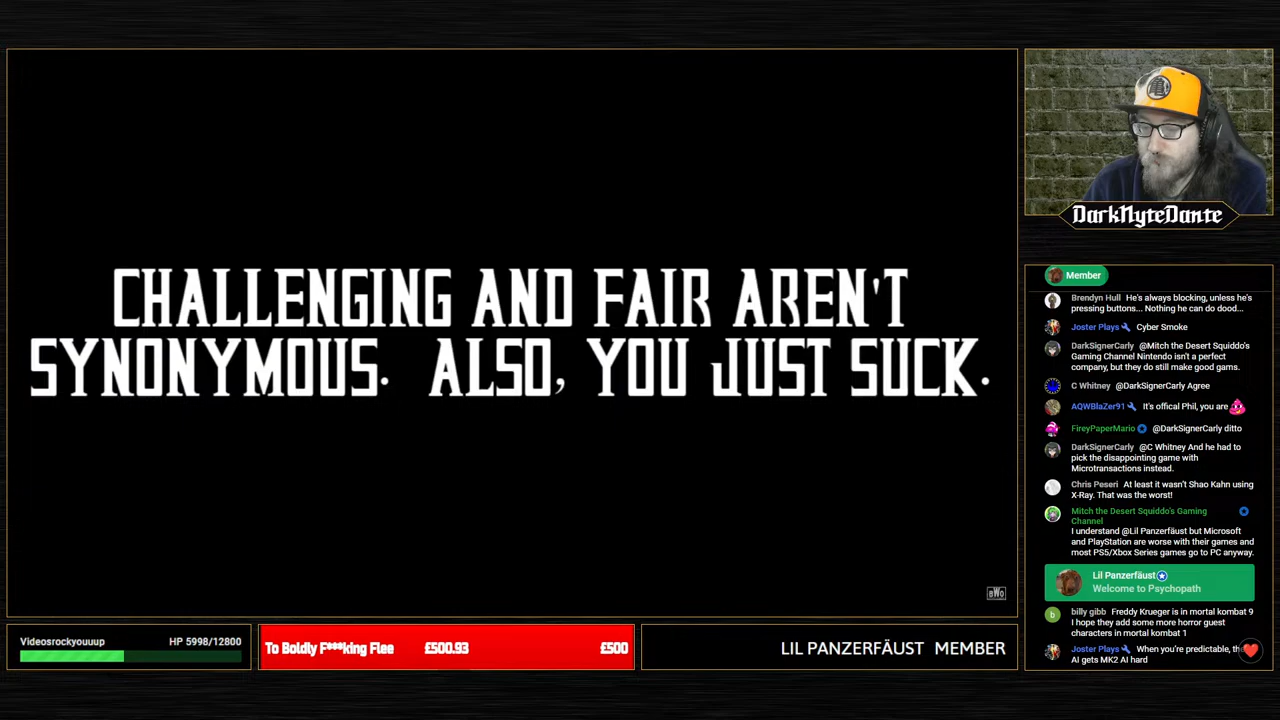 CHALLENGING AND FAIR AREN'T
SYNONYMOUS. ALSO, YOU JUST SUCK.
BWO
DarkNyteDante
Member
Brendyn Hull He's always blocking, unless he's
pressing buttons... Nothing he can do dood...
Joster Plays Cyber Smoke
DarkSignerCarly @Mitch the Desert Squiddo's
Gaming Channel Nintendo isn't a perfect
company, but they do still make good gams.
C Whitney @DarkSignerCarly Agree
AQWBlaZer91 It's offical Phil, you are
FireyPaperMario @DarkSignerCarly ditto
DarkSignerCarly @C Whitney And he had to
pick the disappointing game with
Microtransactions instead.
Chris Peseri At least it wasn't Shao Kahn using
X-Ray. That was the worst!
Mitch the Desert Squiddo's Gaming
Channel
I understand @Lil Panzerfäust but Microsoft
and PlayStation are worse with their games and
most PS5/Xbox Series games go to PC anyway.
Lil Panzerfäust
Welcome to Psychopath
b billy gibb Freddy Krueger is in mortal kombat 9
I hope they add some more horror guest
characters in mortal kombat 1
Joster Plays When you're predictable, the
AI gets MK2 AI hard
Videosrockyouuup HP 5998/12800
To Boldly F***king Flee £500.93 £500
LIL PANZERFÄUST MEMBER